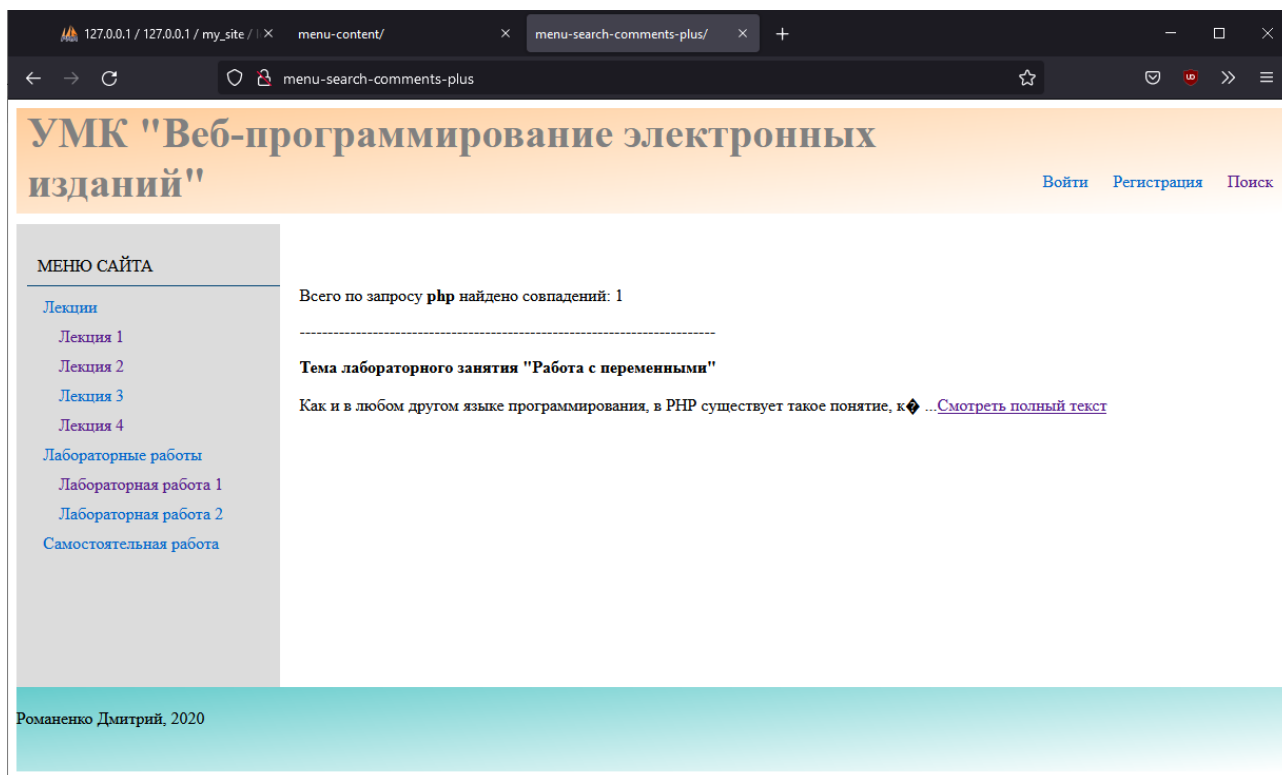 127.0.0.1 / 127.0.0.1 / my_site /
menu-content/
menu-search-comments-plus/
menu-search-comments-plus
УМК "Веб-программирование электронных
изданий"
Войти Регистрация Поиск
МЕНЮ САЙТА
Лекции
Лекция 1
Лекция 2
Лекция 3
Лекция 4
Лабораторные работы
Лабораторная работа 1
Лабораторная работа 2
Самостоятельная работа
Всего по запросу php найдено совпадений: 1
--------------------------------------------------------------------------
Тема лабораторного занятия "Работа с переменными"
Как и в любом другом языке программирования, в PHP существует такое понятие, к� ...Смотреть полный текст
Романенко Дмитрий, 2020